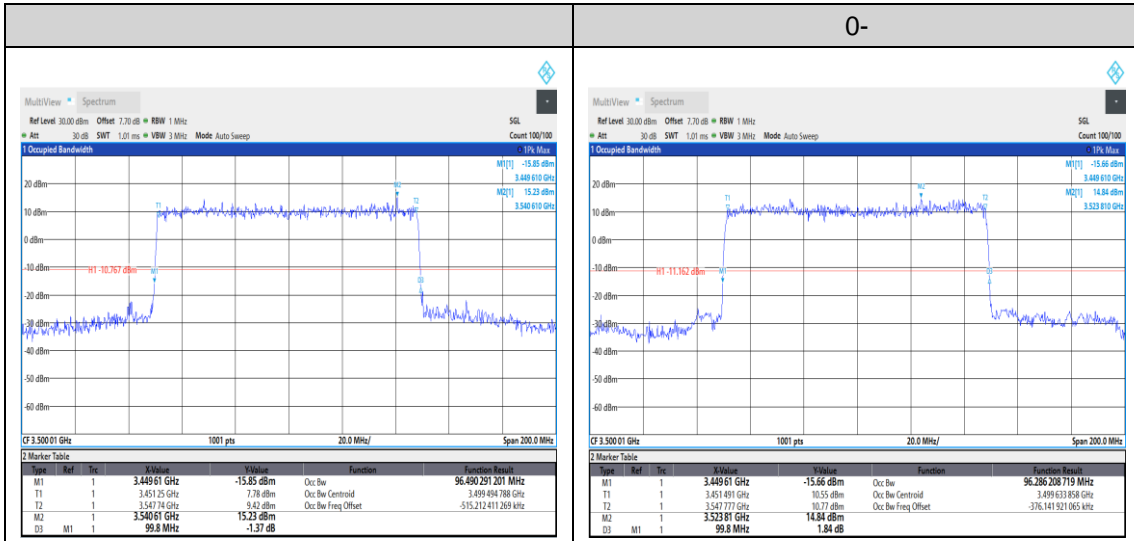 0-
MultiView Spectrum
Ref Level 30.00 dBm Offset 7.70 dB RBW 1 MHz SGL
Att 30 dB SWT 1.01 ms VBW 3 MHz Mode Auto Sweep Count 100/100
1 Occupied Bandwidth 1Pk Max
M1[1] -15.85 dBm
3.449 610 GHz
M2[1] 15.23 dBm
3.540 610 GHz
20 dBm
10 dBm
0 dBm
-10 dBm
-20 dBm
-30 dBm
-40 dBm
-50 dBm
-60 dBm
H1 -10.767 dBm
T1
M1
M2
T2
D3
CF 3.500 01 GHz 1001 pts 20.0 MHz/ Span 200.0 MHz
2 Marker Table
Type Ref Trc X-Value Y-Value Function Function Result
M1 1 3.449 61 GHz -15.85 dBm Occ Bw 96.490 291 201 MHz
T1 1 3.451 25 GHz 7.78 dBm Occ Bw Centroid 3.499 494 788 GHz
T2 1 3.547 74 GHz 9.42 dBm Occ Bw Freq Offset -515.212 411 269 kHz
M2 1 3.540 61 GHz 15.23 dBm
D3 M1 1 99.8 MHz -1.37 dB
MultiView Spectrum
Ref Level 30.00 dBm Offset 7.70 dB RBW 1 MHz SGL
Att 30 dB SWT 1.01 ms VBW 3 MHz Mode Auto Sweep Count 100/100
1 Occupied Bandwidth 1Pk Max
M1[1] -15.66 dBm
3.449 610 GHz
M2[1] 14.84 dBm
3.523 810 GHz
20 dBm
10 dBm
0 dBm
-10 dBm
-20 dBm
-30 dBm
-40 dBm
-50 dBm
-60 dBm
H1 -11.162 dBm
T1
M1
M2
T2
D3
CF 3.500 01 GHz 1001 pts 20.0 MHz/ Span 200.0 MHz
2 Marker Table
Type Ref Trc X-Value Y-Value Function Function Result
M1 1 3.449 61 GHz -15.66 dBm Occ Bw 96.286 208 719 MHz
T1 1 3.451 491 GHz 10.55 dBm Occ Bw Centroid 3.499 633 858 GHz
T2 1 3.547 777 GHz 10.77 dBm Occ Bw Freq Offset -376.141 921 065 kHz
M2 1 3.523 81 GHz 14.84 dBm
D3 M1 1 99.8 MHz 1.84 dB